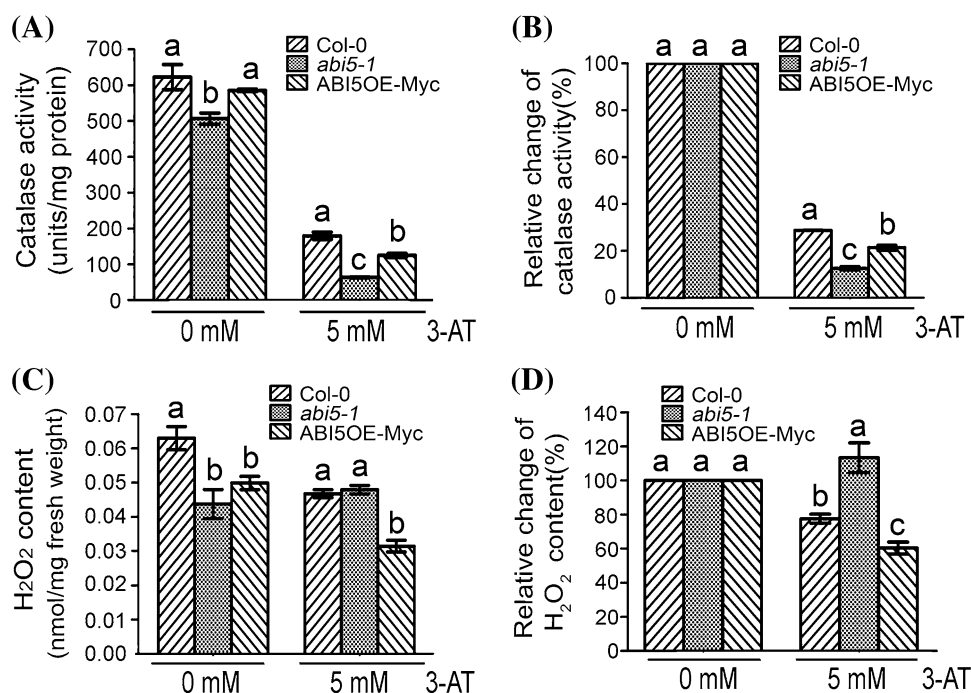 (A)
Col-0
abi5-1
ABI5OE-Myc
Catalase activity
(units/mg protein)
700
600
500
400
300
200
100
0
a
b
a
a
c
b
0 mM
5 mM
3-AT
(B)
Col-0
abi5-1
ABI5OE-Myc
Relative change of
catalase activity(%)
100
80
60
40
20
0
a
a
a
a
c
b
0 mM
5 mM
3-AT
(C)
Col-0
abi5-1
ABI5OE-Myc
H2O2 content
(nmol/mg fresh weight)
0.07
0.06
0.05
0.04
0.03
0.02
0.01
0.00
a
b
b
a
a
b
0 mM
5 mM
3-AT
(D)
Col-0
abi5-1
ABI5OE-Myc
Relative change of
H2O2 content(%)
140
120
100
80
60
40
20
0
a
a
a
b
a
c
0 mM
5 mM
3-AT